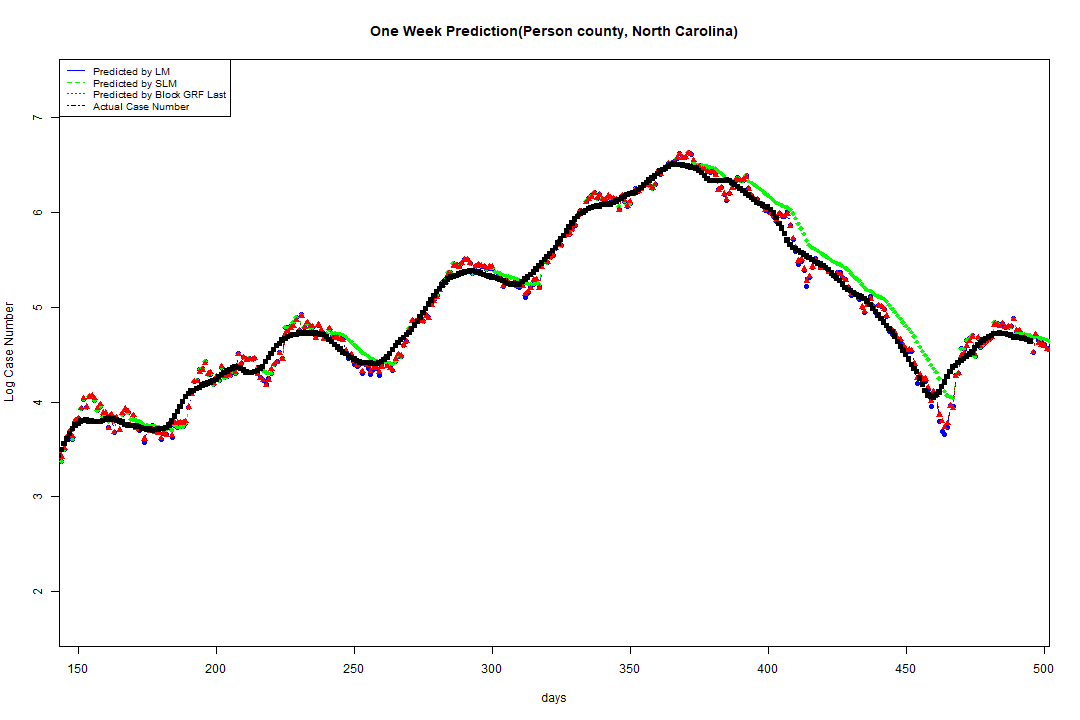 One Week Prediction(Person county, North Carolina)
Predicted by LM
Predicted by SLM
Predicted by Block GRF Last
Actual Case Number
7
6
5
4
3
2
Log Case Number
150 200 250 300 350 400 450 500
days